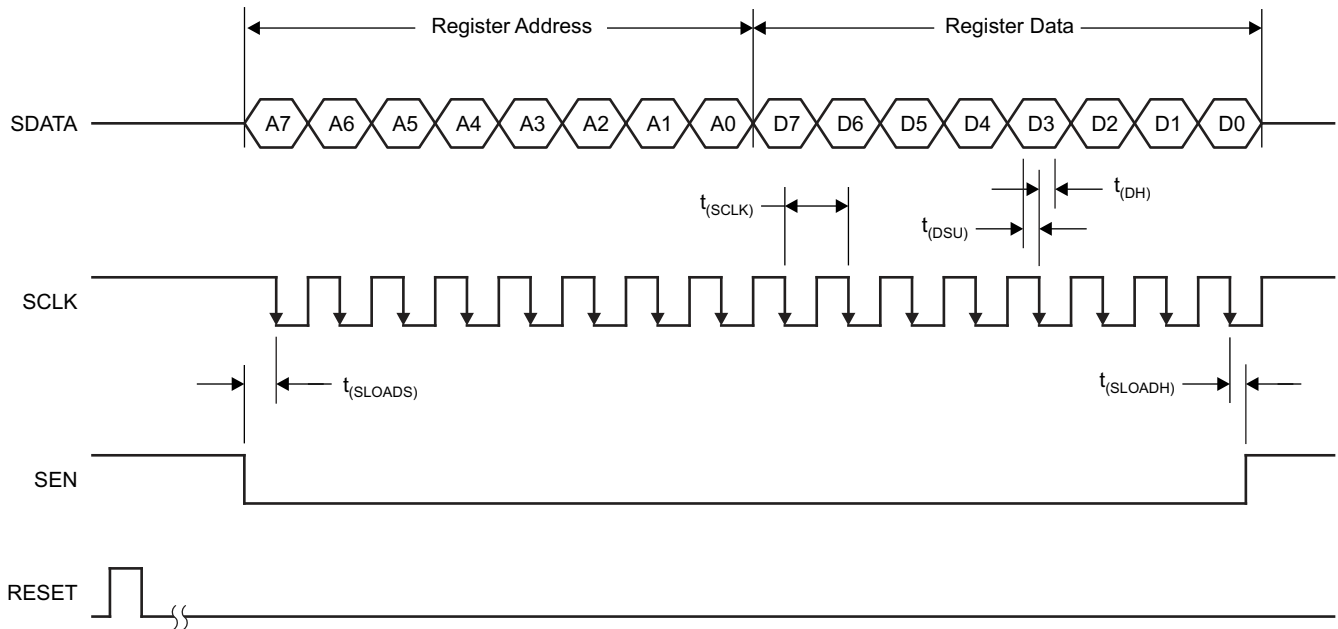 Register Address Register Data
SDATA A7 A6 A5 A4 A3 A2 A1 A0 D7 D6 D5 D4 D3 D2 D1 D0
t(DH)
t(SCLK)
t(DSU)
SCLK
t(SLOADS) t(SLOADH)
SEN
RESET